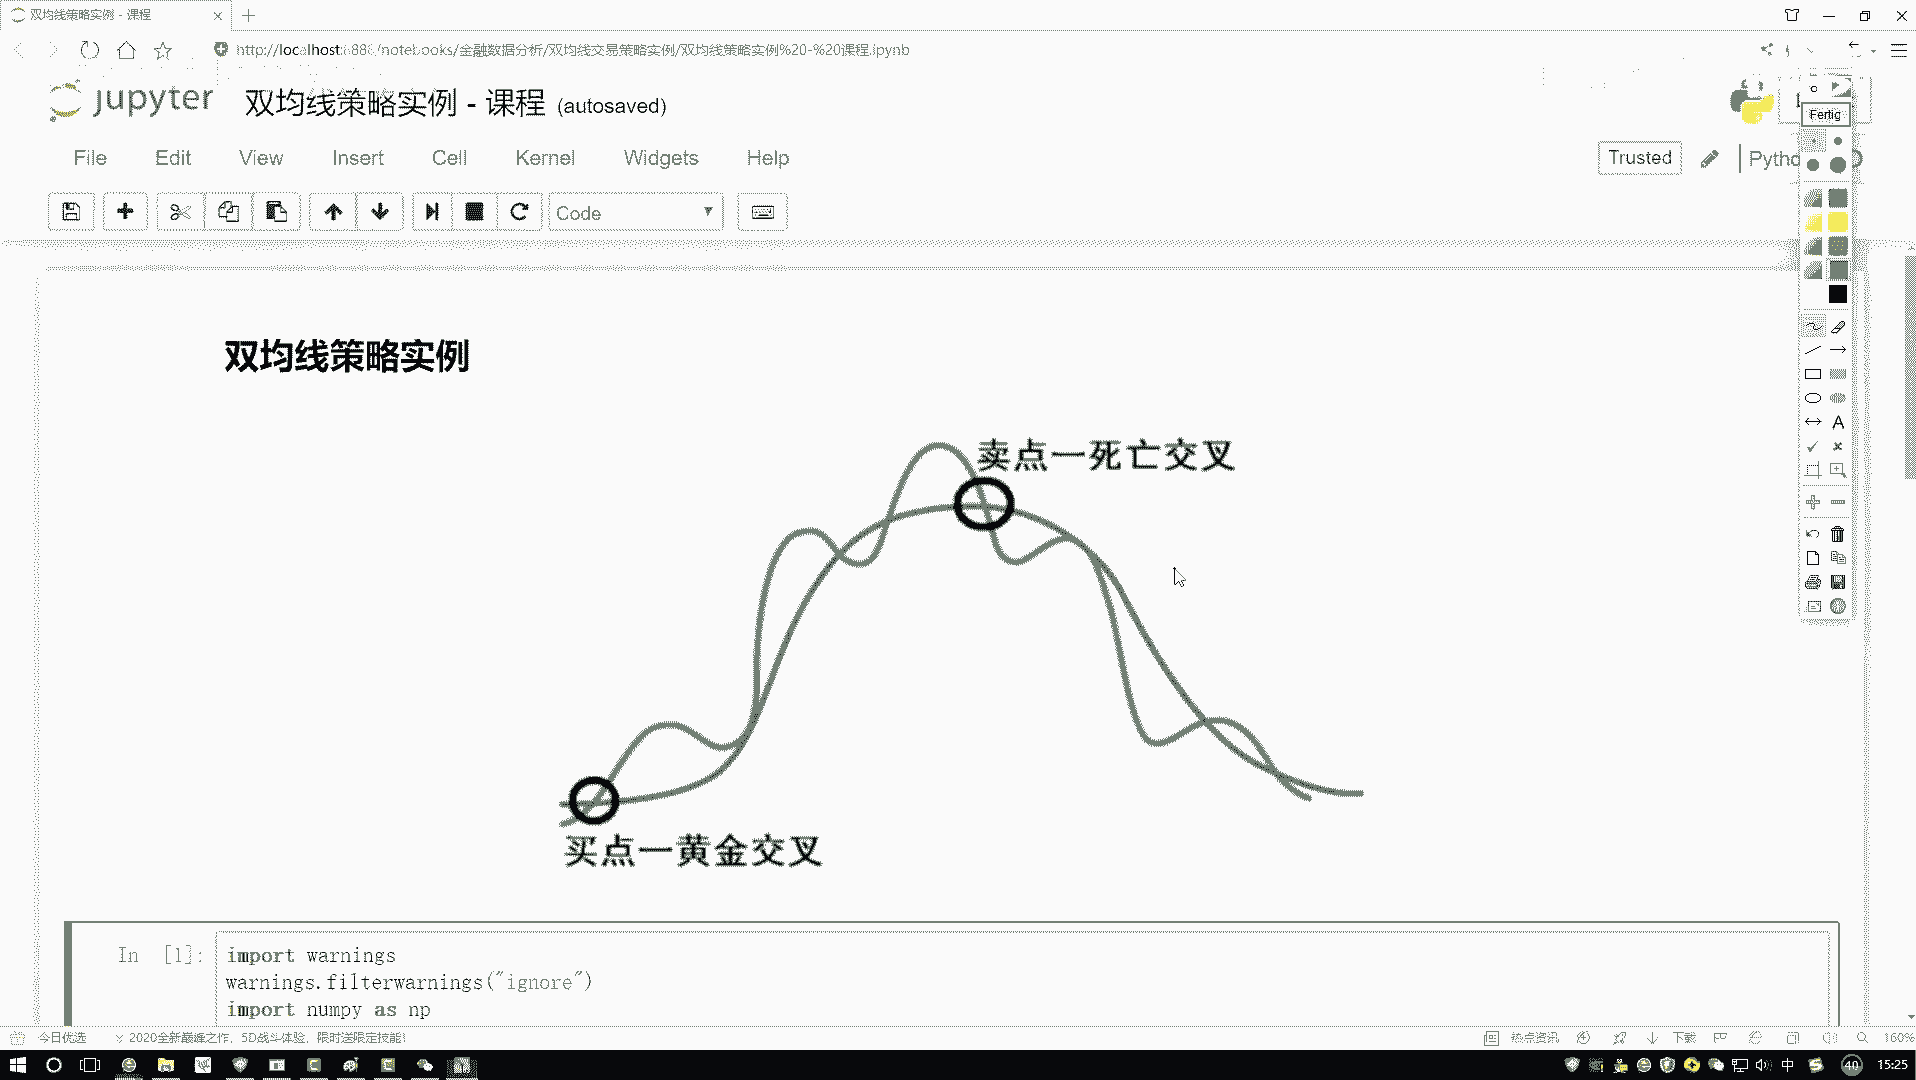 双均线策略实例 - 课程
http://localhost:888/notebooks/金融数据分析/双均线交易策略实例/双均线策略实例%20-%20课程.ipynb
jupyter 双均线策略实例 - 课程 (autosaved)
Fertig
File Edit View Insert Cell Kernel Widgets Help
Trusted
Code
双均线策略实例
卖点一死亡交叉
买点一黄金交叉
In [1]: import warnings
warnings.filterwarnings("ignore")
import numpy as np
今日优选 2020全新巅峰之作，5D战斗体验，限时送限定技能！
热点资讯 下载 160%
中 40 15:25